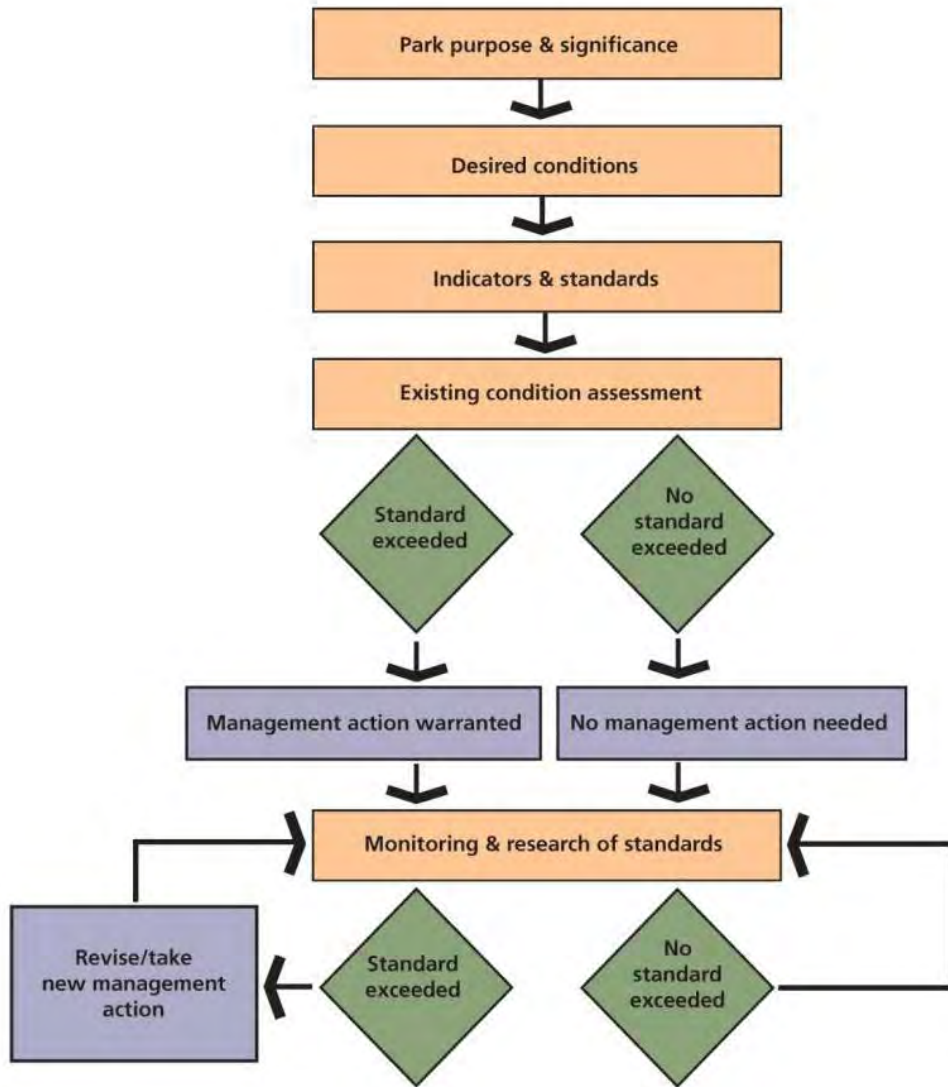 Park purpose & significance
Desired conditions
Indicators & standards
Existing condition assessment
Standard
exceeded
No
standard
exceeded
Management action warranted
No management action needed
Monitoring & research of standards
Revise/take
new management
action
Standard
exceeded
No
standard
exceeded